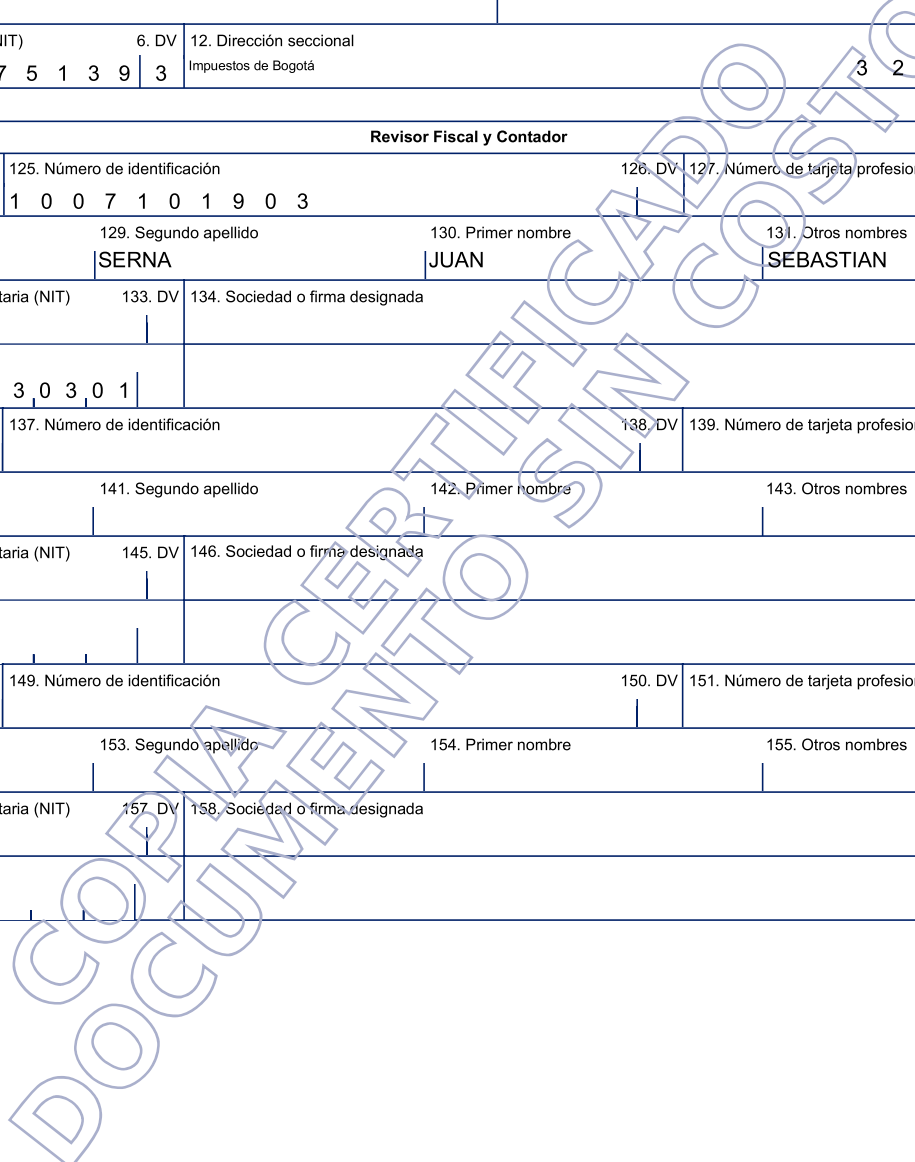 NIT) 6. DV 12. Dirección seccional
7 5 1 3 9 3 Impuestos de Bogotá 3 2
Revisor Fiscal y Contador
125. Número de identificación 126. DV 127. Número de tarjeta profesio
1 0 0 7 1 0 1 9 0 3
129. Segundo apellido 130. Primer nombre 131. Otros nombres
SERNA JUAN SEBASTIAN
taria (NIT) 133. DV 134. Sociedad o firma designada
3 0 3 0 1
137. Número de identificación 138. DV 139. Número de tarjeta profesio
141. Segundo apellido 142. Primer nombre 143. Otros nombres
taria (NIT) 145. DV 146. Sociedad o firma designada
149. Número de identificación 150. DV 151. Número de tarjeta profesio
153. Segundo apellido 154. Primer nombre 155. Otros nombres
taria (NIT) 157. DV 158. Sociedad o firma designada
COPIA CERTIFICADO
DOCUMENTO SIN COSTO